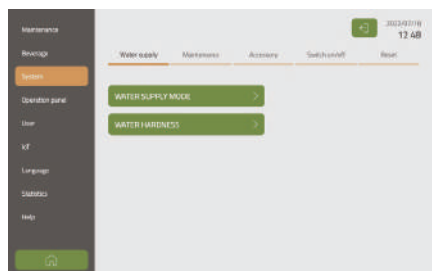 Maintenance
Beverage
System
Operation panel
User
IoT
Language
Statistics
Help
12:48
Water supply
Maintenance
Accessory
Switch on/off
Reset
WATER SUPPLY MODE
WATER HARDNESS